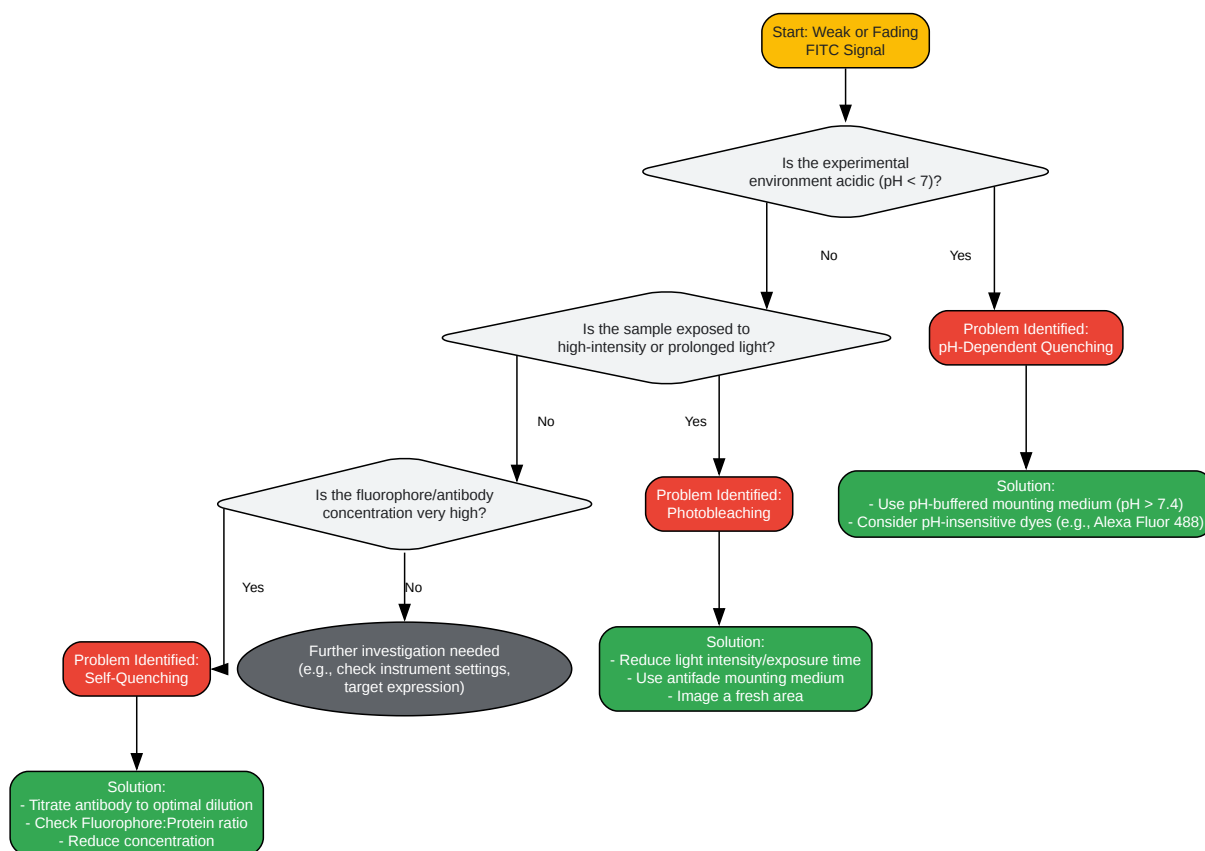 Start: Weak or Fading
FITC Signal
Is the experimental
environment acidic (pH < 7)?
No
Yes
Is the sample exposed to
high-intensity or prolonged light?
Problem Identified:
pH-Dependent Quenching
No
Yes
Is the fluorophore/antibody
concentration very high?
Problem Identified:
Photobleaching
Solution:
- Use pH-buffered mounting medium (pH > 7.4)
- Consider pH-insensitive dyes (e.g., Alexa Fluor 488)
Yes
No
Problem Identified:
Self-Quenching
Further investigation needed
(e.g., check instrument settings,
target expression)
Solution:
- Reduce light intensity/exposure time
- Use antifade mounting medium
- Image a fresh area
Solution:
- Titrate antibody to optimal dilution
- Check Fluorophore:Protein ratio
- Reduce concentration